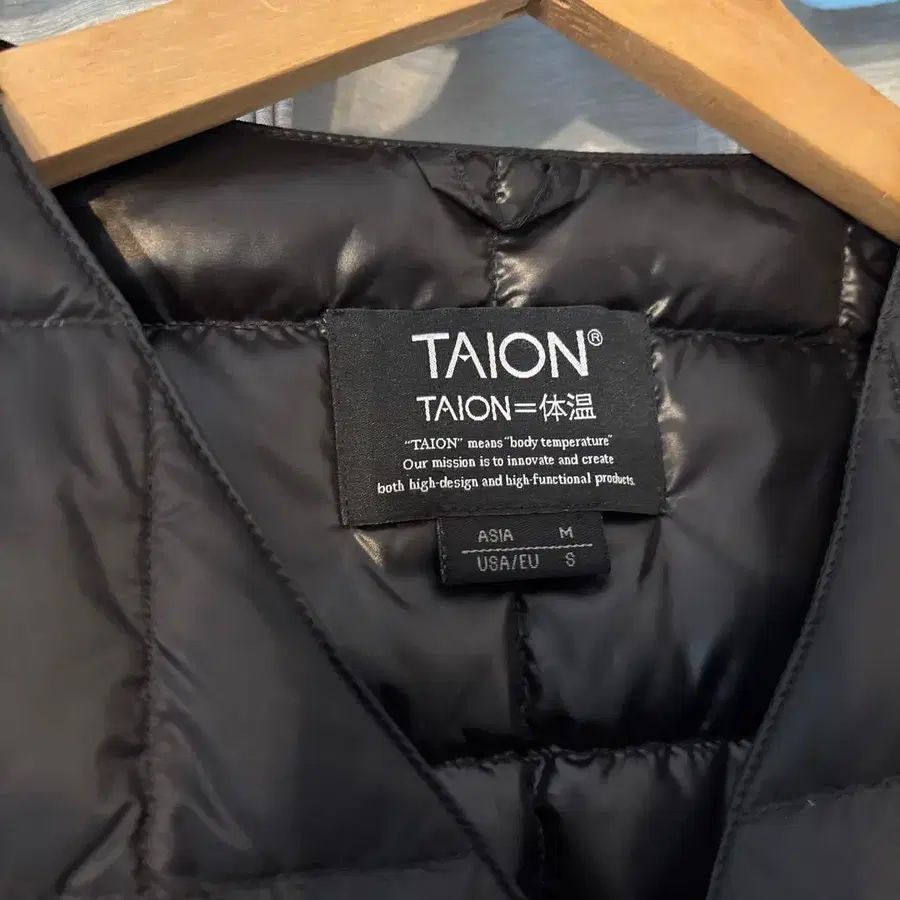 TAION®
TAION=体温
"TAION" means "body temperature"
Our mission is to innovate and create
both high-design and high-functional products.
ASIA M
USA/EU S